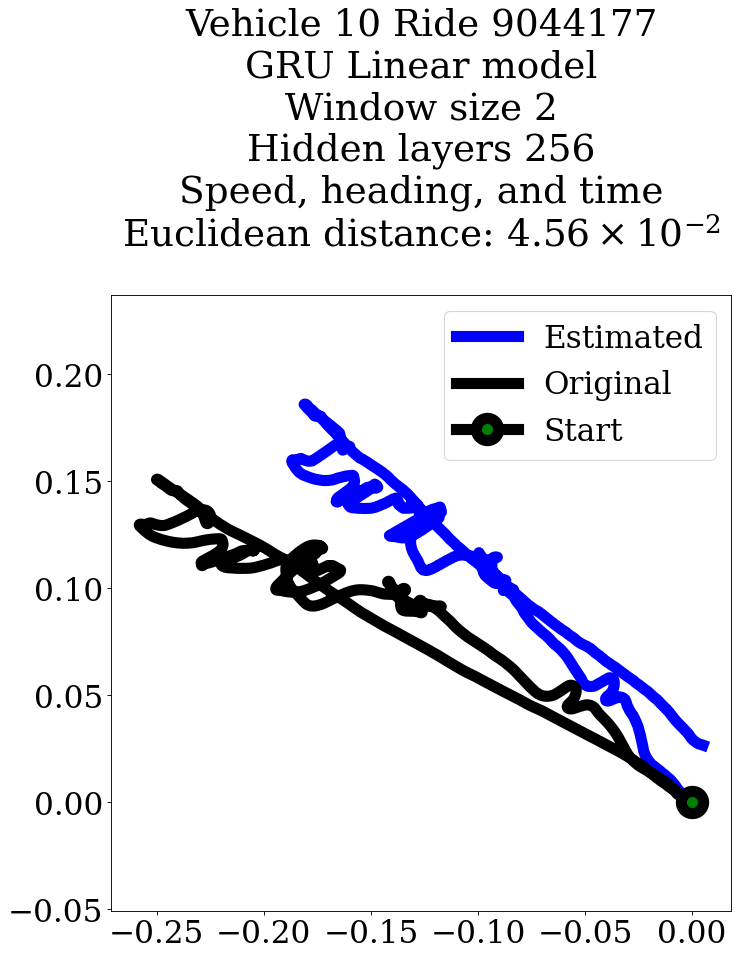 Vehicle 10 Ride 9044177
GRU Linear model
Window size 2
Hidden layers 256
Speed, heading, and time
Euclidean distance: 4.56 × 10⁻²
Estimated
Original
Start
0.20
0.15
0.10
0.05
0.00
−0.05
−0.25 −0.20 −0.15 −0.10 −0.05 0.00